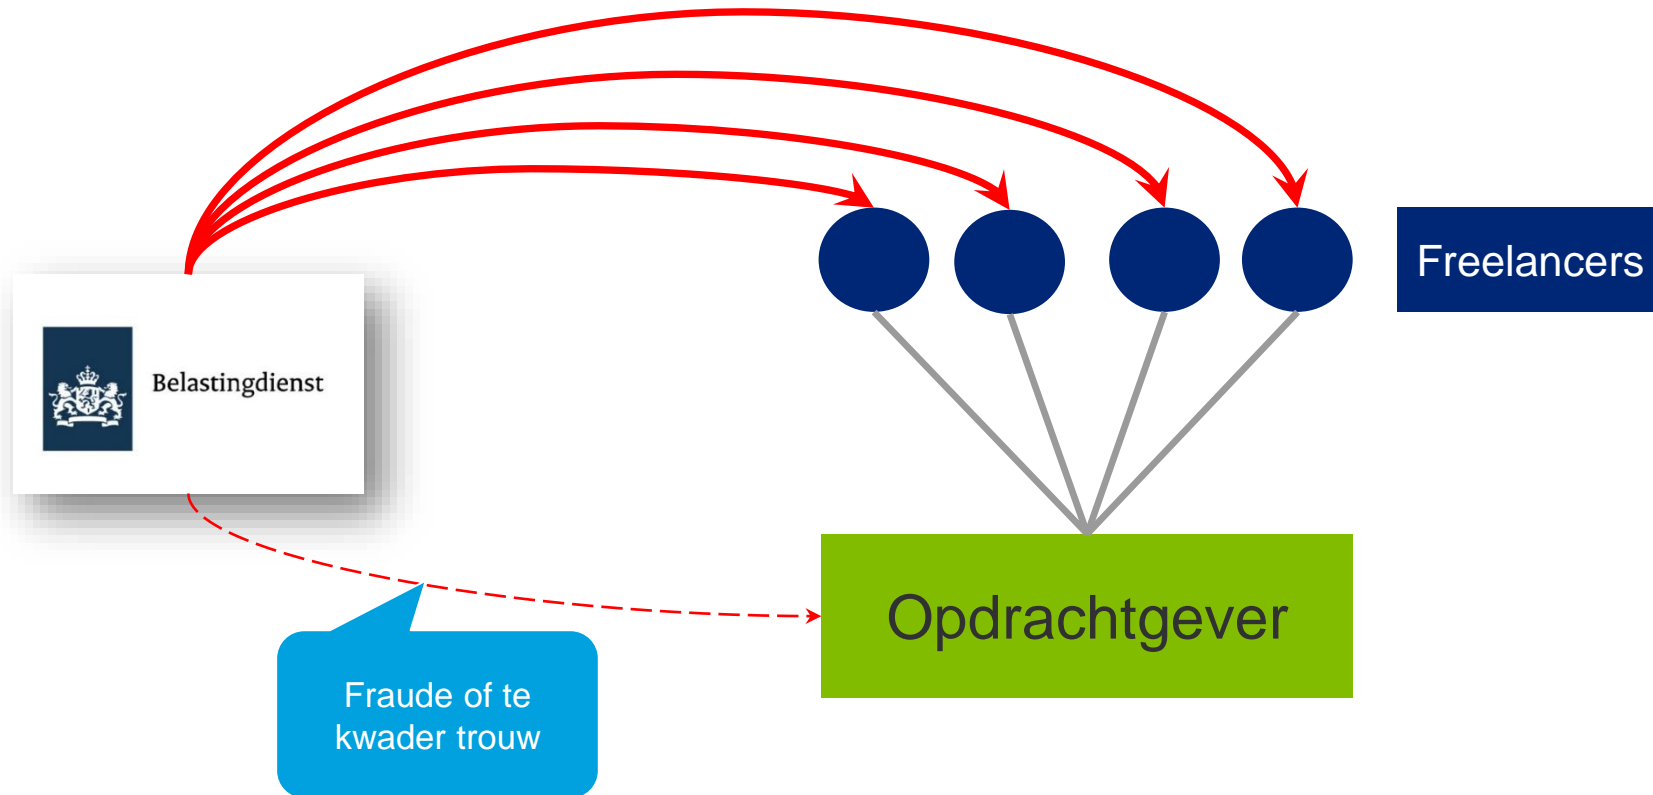 Freelancers
Belastingdienst
Opdrachtgever
Fraude of te
kwader trouw